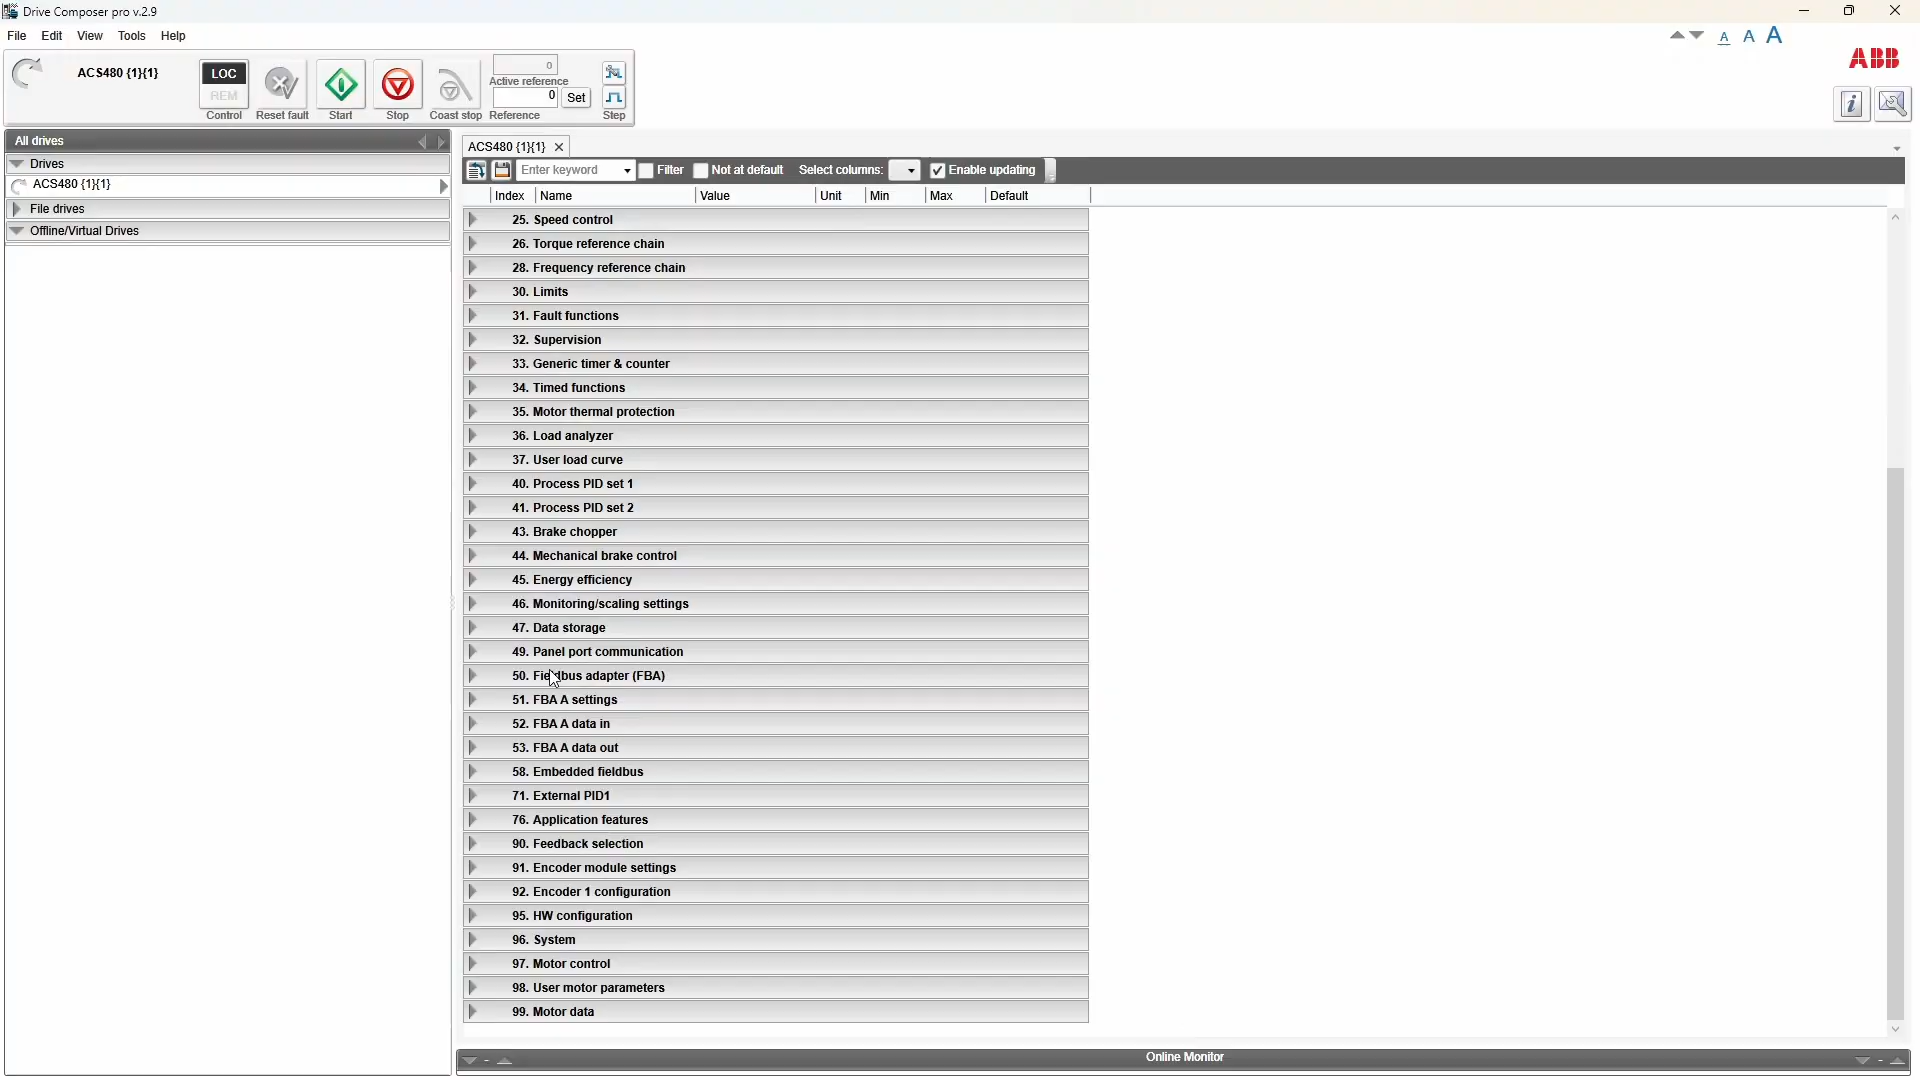 Drive Composer pro v.2.9
File Edit View Tools Help
A A A
ABB
ACS480 {1}{1}
LOC
REM
Control
Reset fault
Start
Stop
Coast stop
0
Active reference
0 Set
Reference
Step
i
All drives
Drives
ACS480 {1}{1}
File drives
Offline/Virtual Drives
ACS480 {1}{1}
Enter keyword Filter Not at default Select columns: Enable updating
Index Name Value Unit Min Max Default
25. Speed control
26. Torque reference chain
28. Frequency reference chain
30. Limits
31. Fault functions
32. Supervision
33. Generic timer & counter
34. Timed functions
35. Motor thermal protection
36. Load analyzer
37. User load curve
40. Process PID set 1
41. Process PID set 2
43. Brake chopper
44. Mechanical brake control
45. Energy efficiency
46. Monitoring/scaling settings
47. Data storage
49. Panel port communication
50. Fieldbus adapter (FBA)
51. FBA A settings
52. FBA A data in
53. FBA A data out
58. Embedded fieldbus
71. External PID1
76. Application features
90. Feedback selection
91. Encoder module settings
92. Encoder 1 configuration
95. HW configuration
96. System
97. Motor control
98. User motor parameters
99. Motor data
Online Monitor